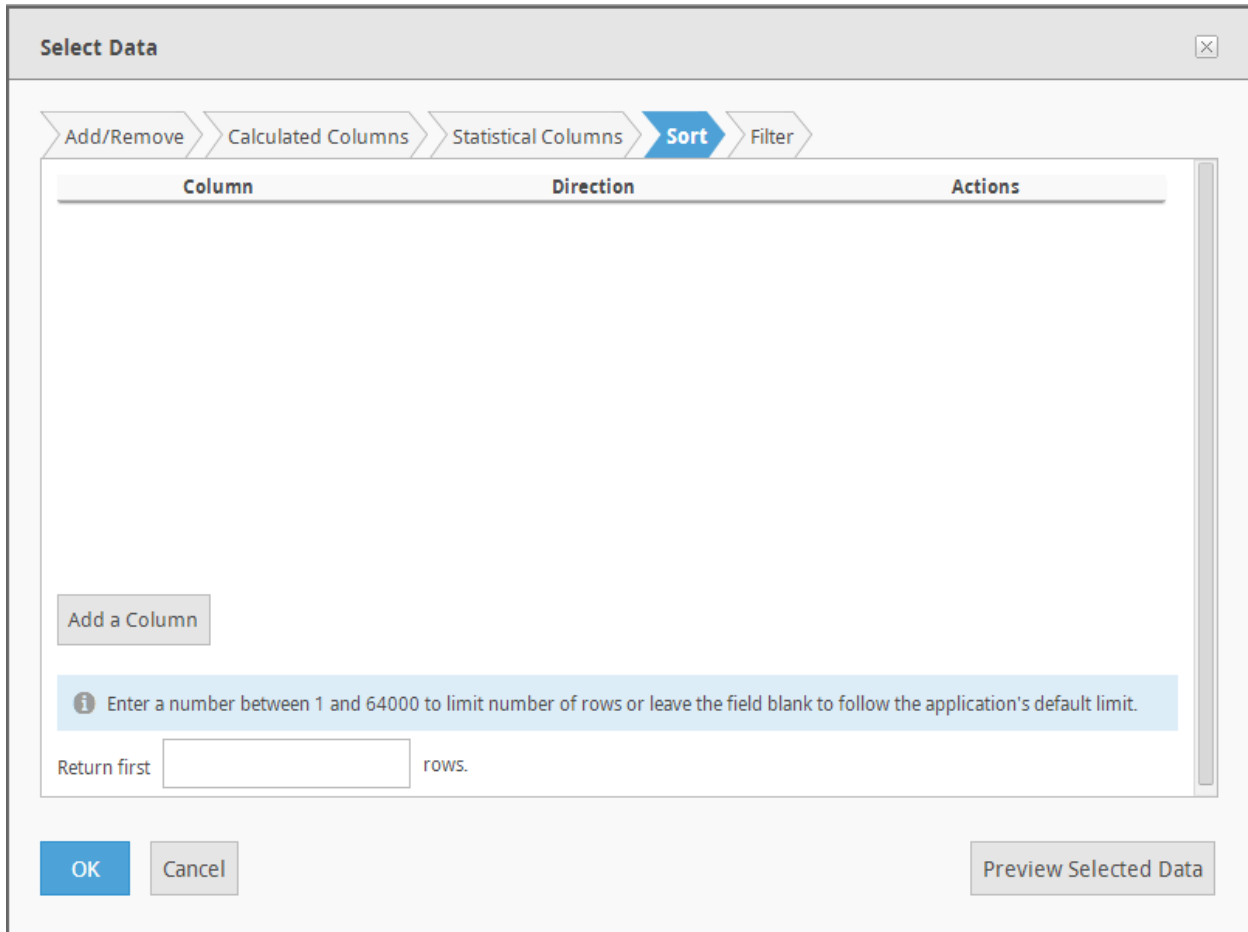 Select Data
Add/Remove Calculated Columns Statistical Columns Sort Filter
Column Direction Actions
Add a Column
Enter a number between 1 and 64000 to limit number of rows or leave the field blank to follow the application's default limit.
Return first rows.
OK Cancel Preview Selected Data